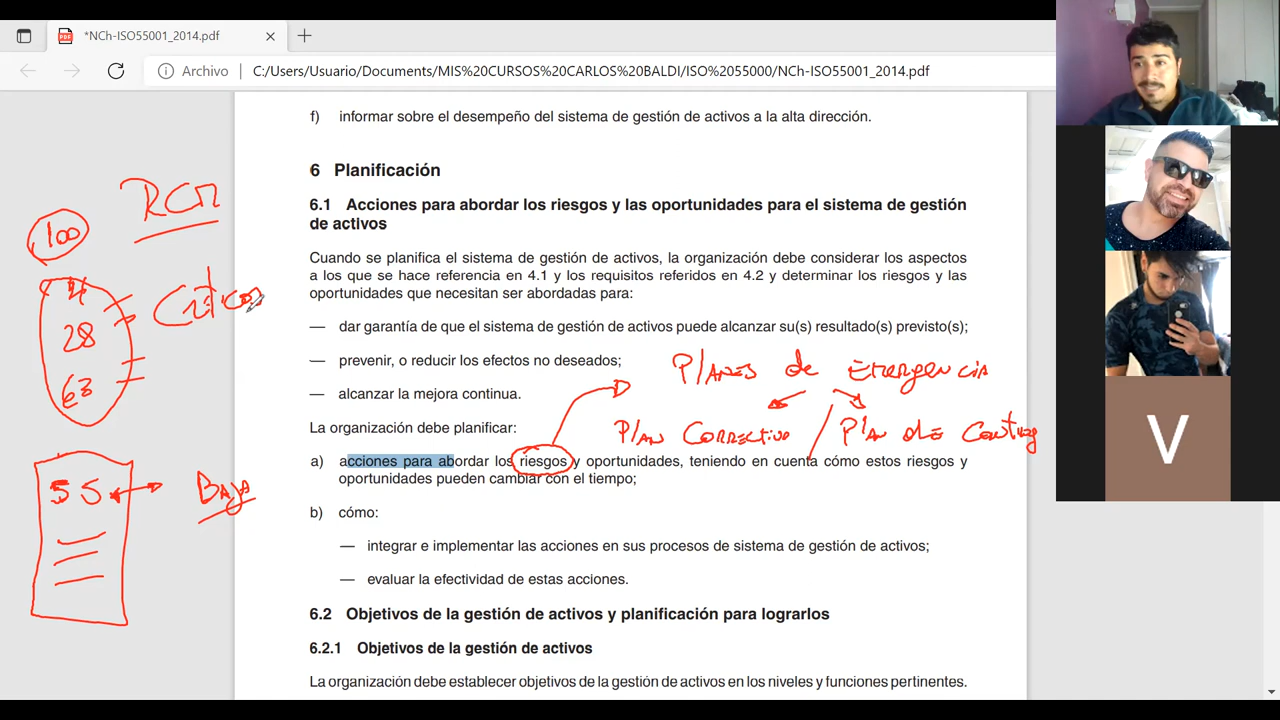 *NCh-ISO55001_2014.pdf
Archivo
C:/Users/Usuario/Documents/MIS%20CURSOS%20CARLOS%20BALDI/ISO%2055000/NCh-ISO55001_2014.pdf
f) informar sobre el desempeño del sistema de gestión de activos a la alta dirección.
6 Planificación
6.1 Acciones para abordar los riesgos y las oportunidades para el sistema de gestión
de activos
Cuando se planifica el sistema de gestión de activos, la organización debe considerar los aspectos
a los que se hace referencia en 4.1 y los requisitos referidos en 4.2 y determinar los riesgos y las
oportunidades que necesitan ser abordadas para:
— dar garantía de que el sistema de gestión de activos puede alcanzar su(s) resultado(s) previsto(s);
— prevenir, o reducir los efectos no deseados;
— alcanzar la mejora continua.
La organización debe planificar:
a) acciones para abordar los riesgos y oportunidades, teniendo en cuenta cómo estos riesgos y
oportunidades pueden cambiar con el tiempo;
b) cómo:
— integrar e implementar las acciones en sus procesos de sistema de gestión de activos;
— evaluar la efectividad de estas acciones.
6.2 Objetivos de la gestión de activos y planificación para lograrlos
6.2.1 Objetivos de la gestión de activos
La organización debe establecer objetivos de la gestión de activos en los niveles y funciones pertinentes.
RCM
100
28
63
55
Baja
Planes de Emergencia
Plan Correctivo
Plan de
V